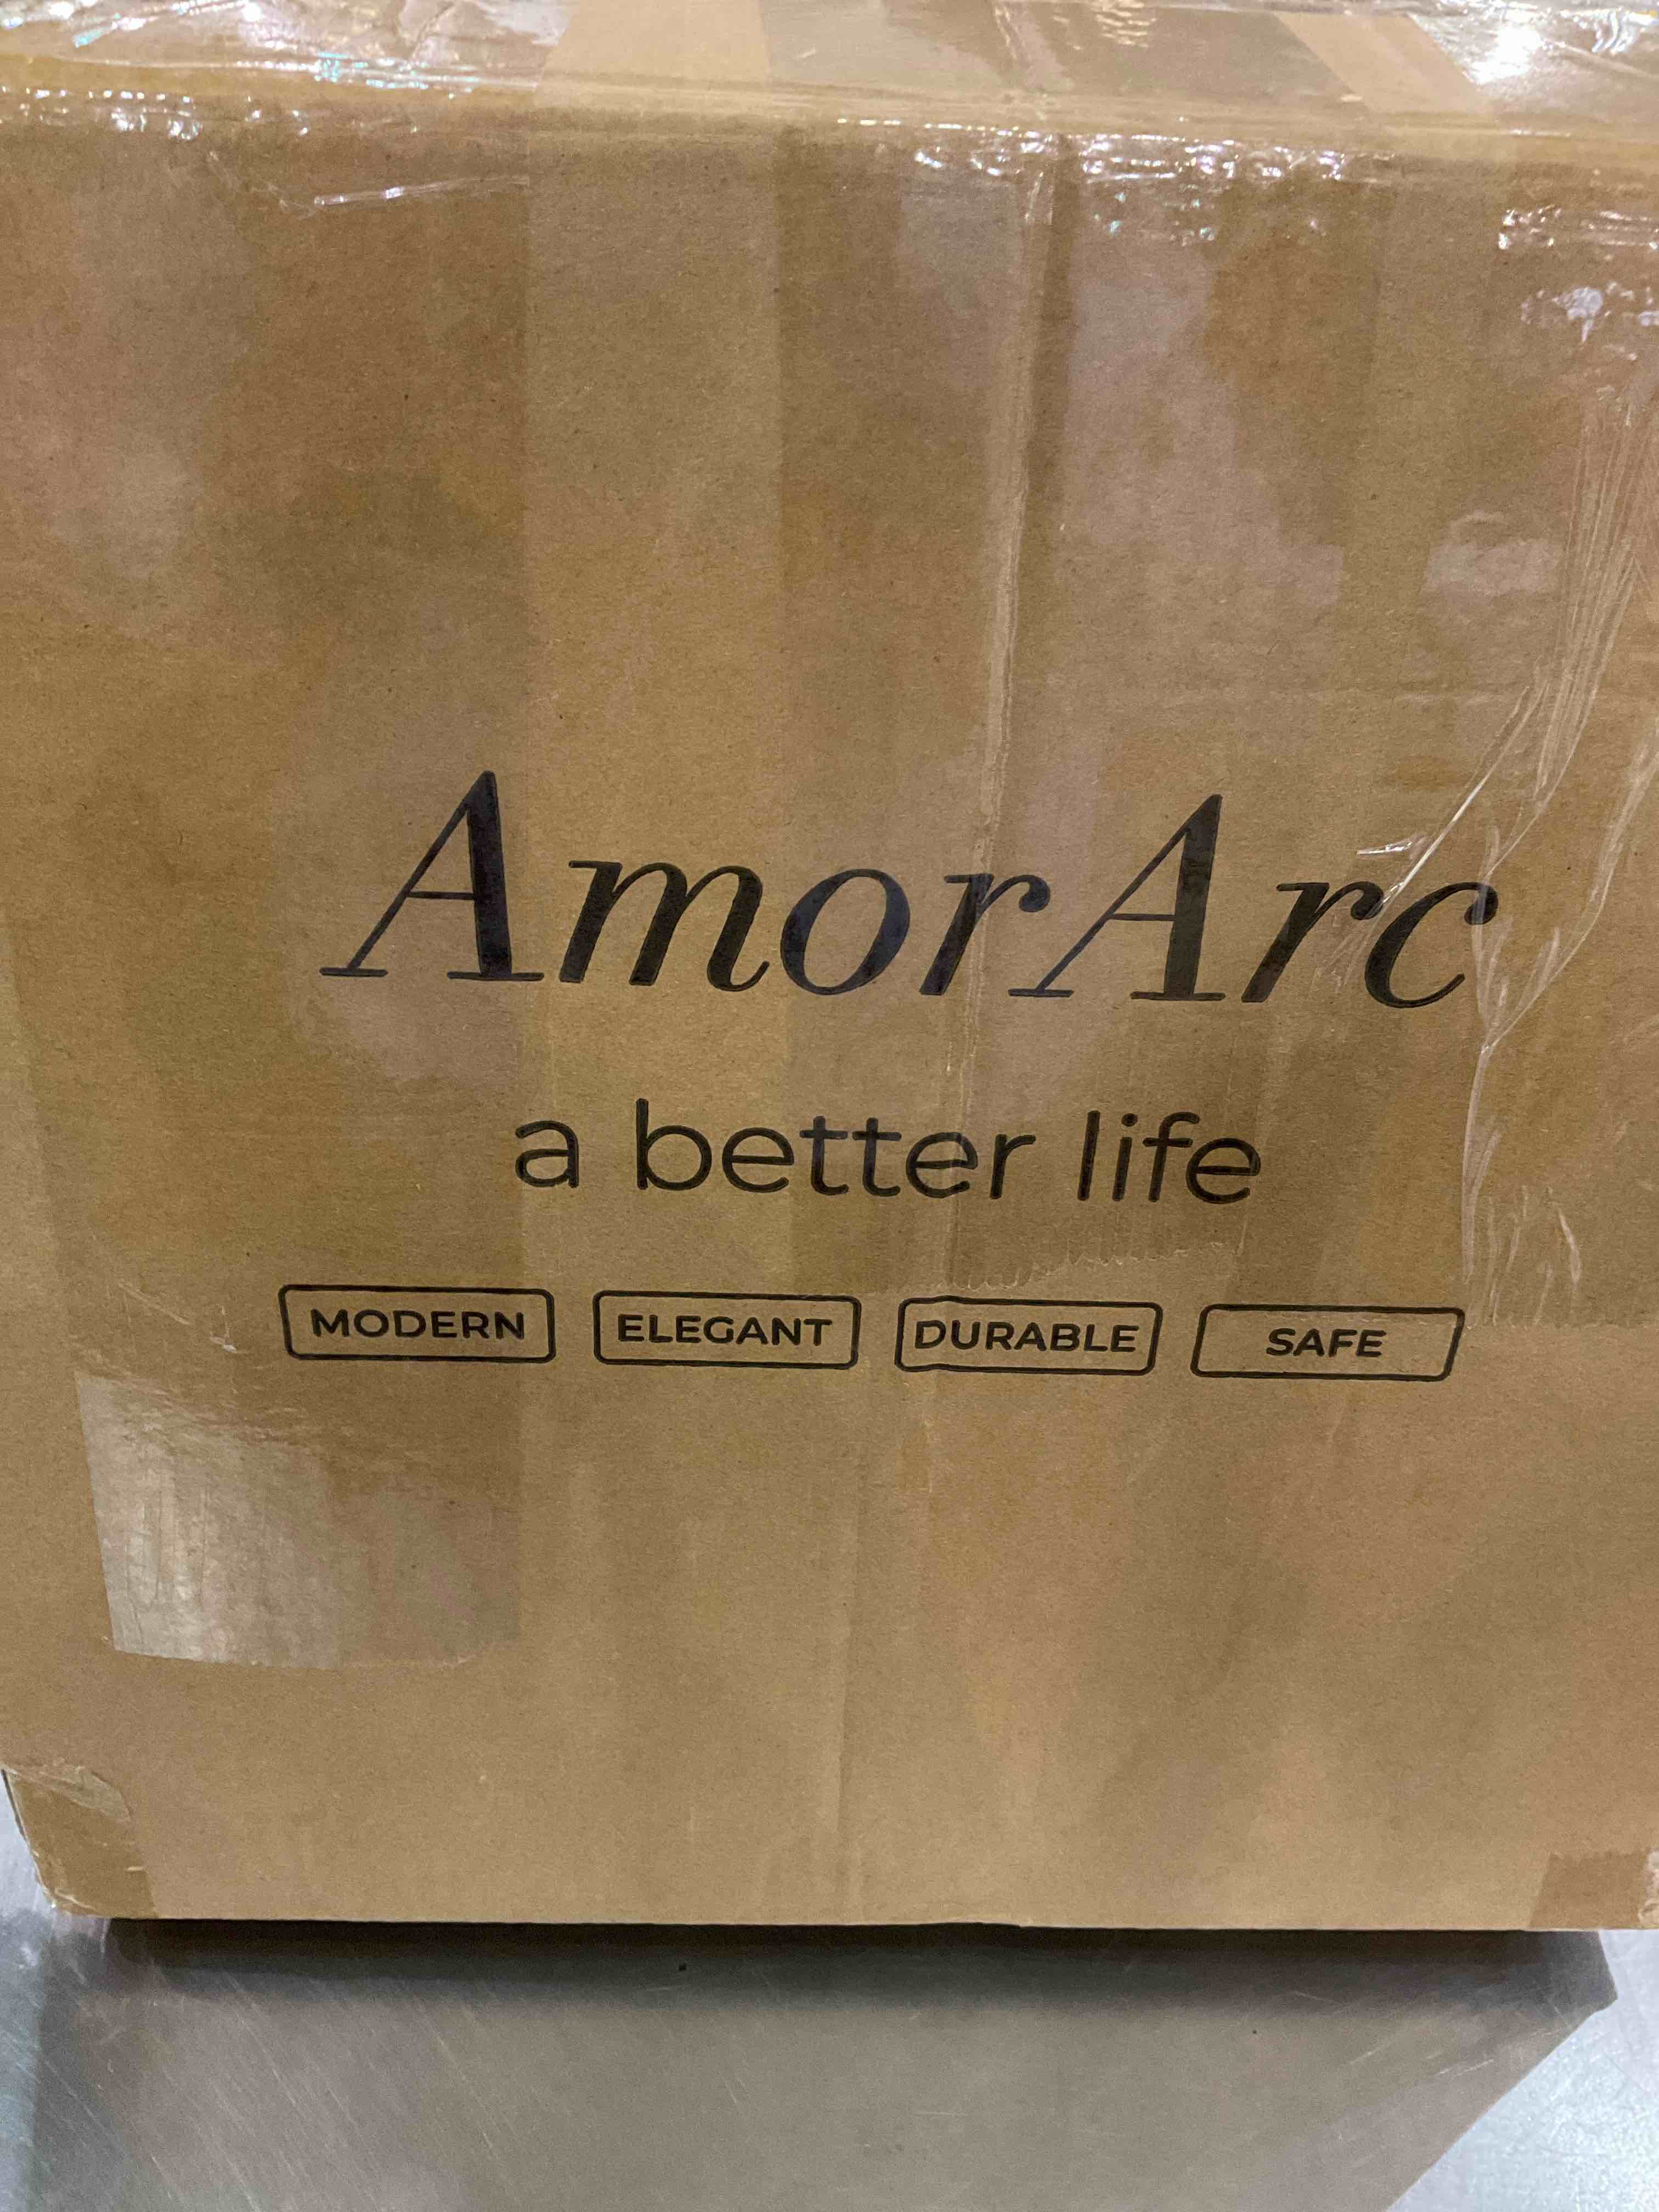 AmorArc
a better life
MODERN ELEGANT DURABLE SAFE